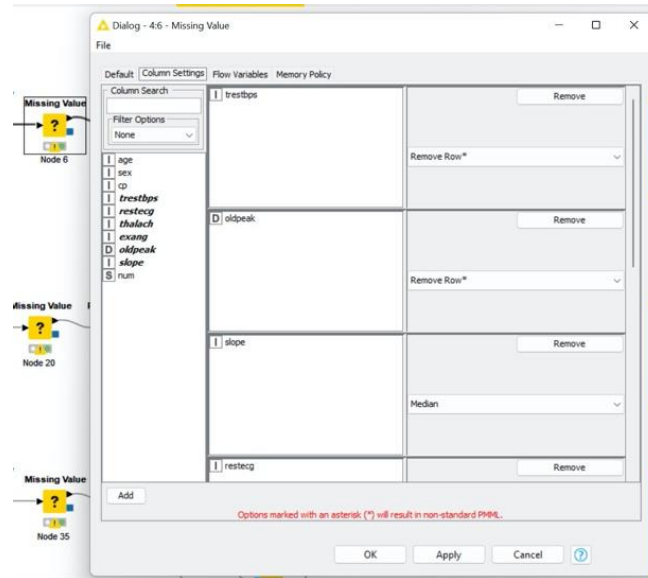 Dialog - 4:6 - Missing Value
File
Default Column Settings Flow Variables Memory Policy
Column Search
Filter Options
None
I age
I sex
I cp
I trestbps
I restecg
I thalach
I exang
D oldpeak
I slope
S num
Add
I trestbps
Remove
Remove Row*
D oldpeak
Remove
Remove Row*
I slope
Remove
Median
I restecg
Remove
Options marked with an asterisk (*) will result in non-standard PMML.
OK Apply Cancel ?
Missing Value
?
Node 6
Missing Value
?
Node 20
Missing Value
?
Node 35